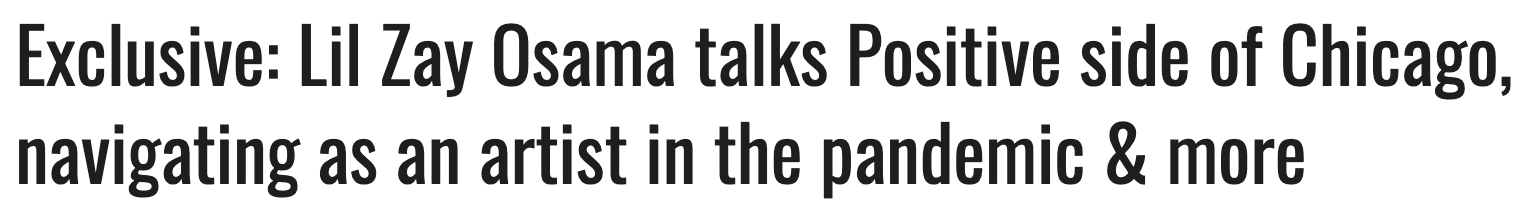 Exclusive: Lil Zay Osama talks Positive side of Chicago,
navigating as an artist in the pandemic & more